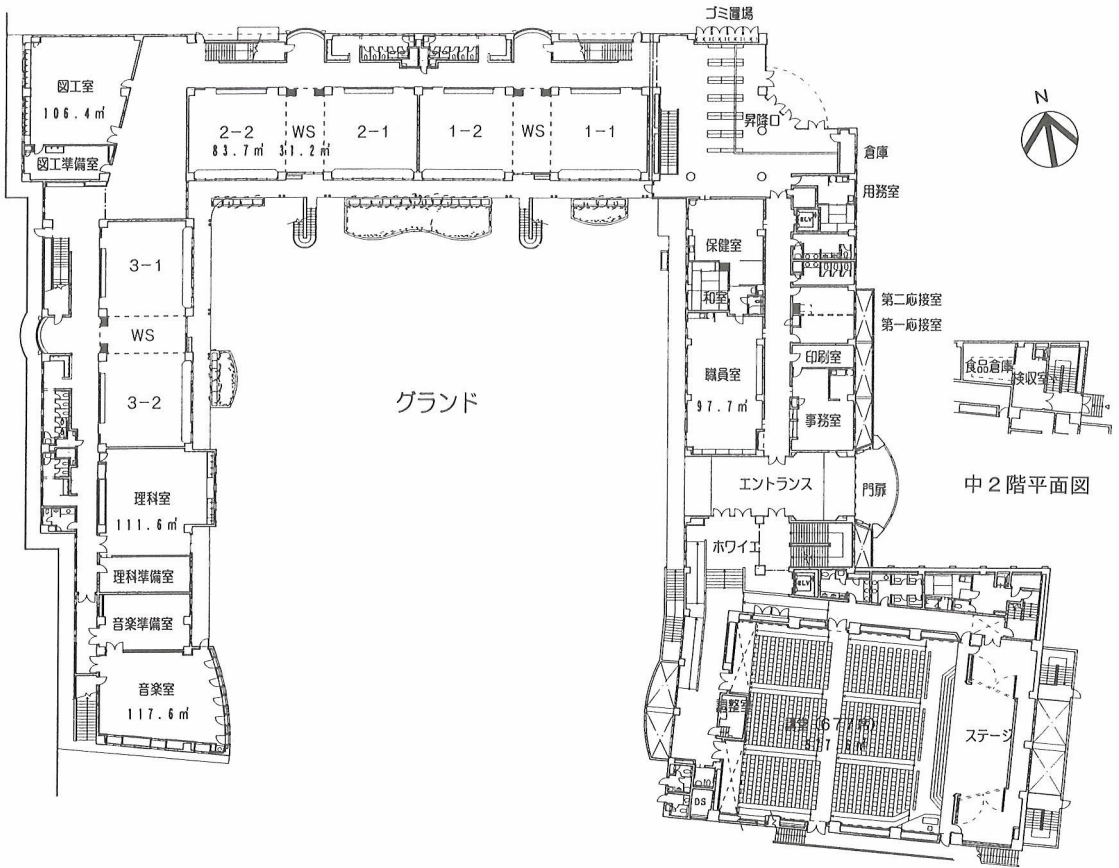 ゴミ置場
図工室
106.4㎡
図工準備室
2-2
83.7㎡
WS
31.2㎡
2-1
1-2
WS
1-1
昇降口
倉庫
用務室
ELV
N
保健室
和室
第二応接室
第一応接室
印刷室
職員室
97.7㎡
事務室
3-1
WS
3-2
グランド
食品倉庫
検収室
中2階平面図
エントランス
門扉
理科室
111.6㎡
理科準備室
音楽準備室
音楽室
117.6㎡
ホワイエ
ELV
調整室
講堂(677席)
ステージ
DS